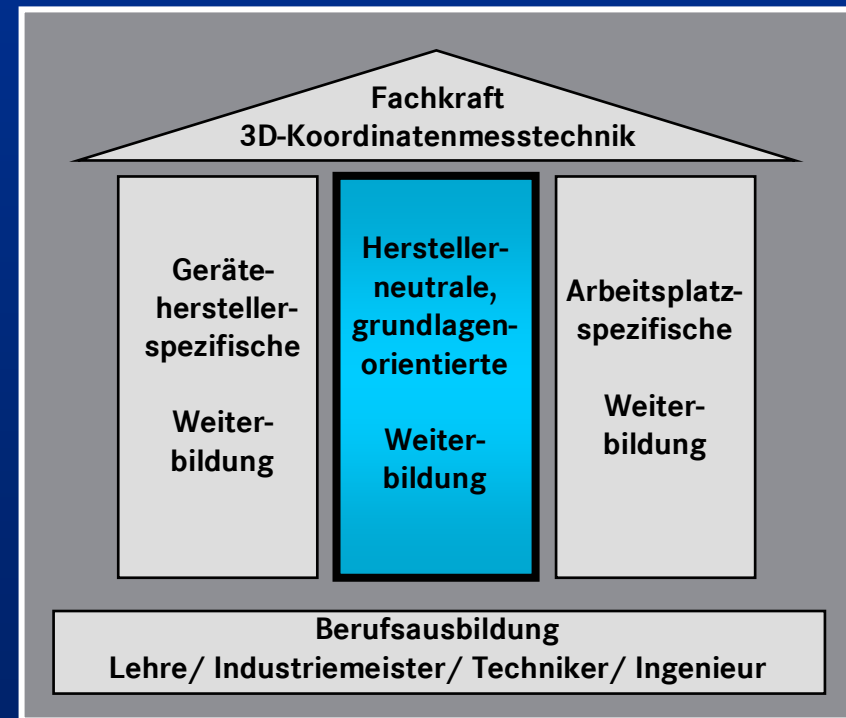 Fachkraft
3D-Koordinatenmesstechnik
Geräte-
hersteller-
spezifische
Weiter-
bildung
Hersteller-
neutrale,
grundlagen-
orientierte
Weiter-
bildung
Arbeitsplatz-
spezifische
Weiter-
bildung
Berufsausbildung
Lehre/ Industriemeister/ Techniker/ Ingenieur